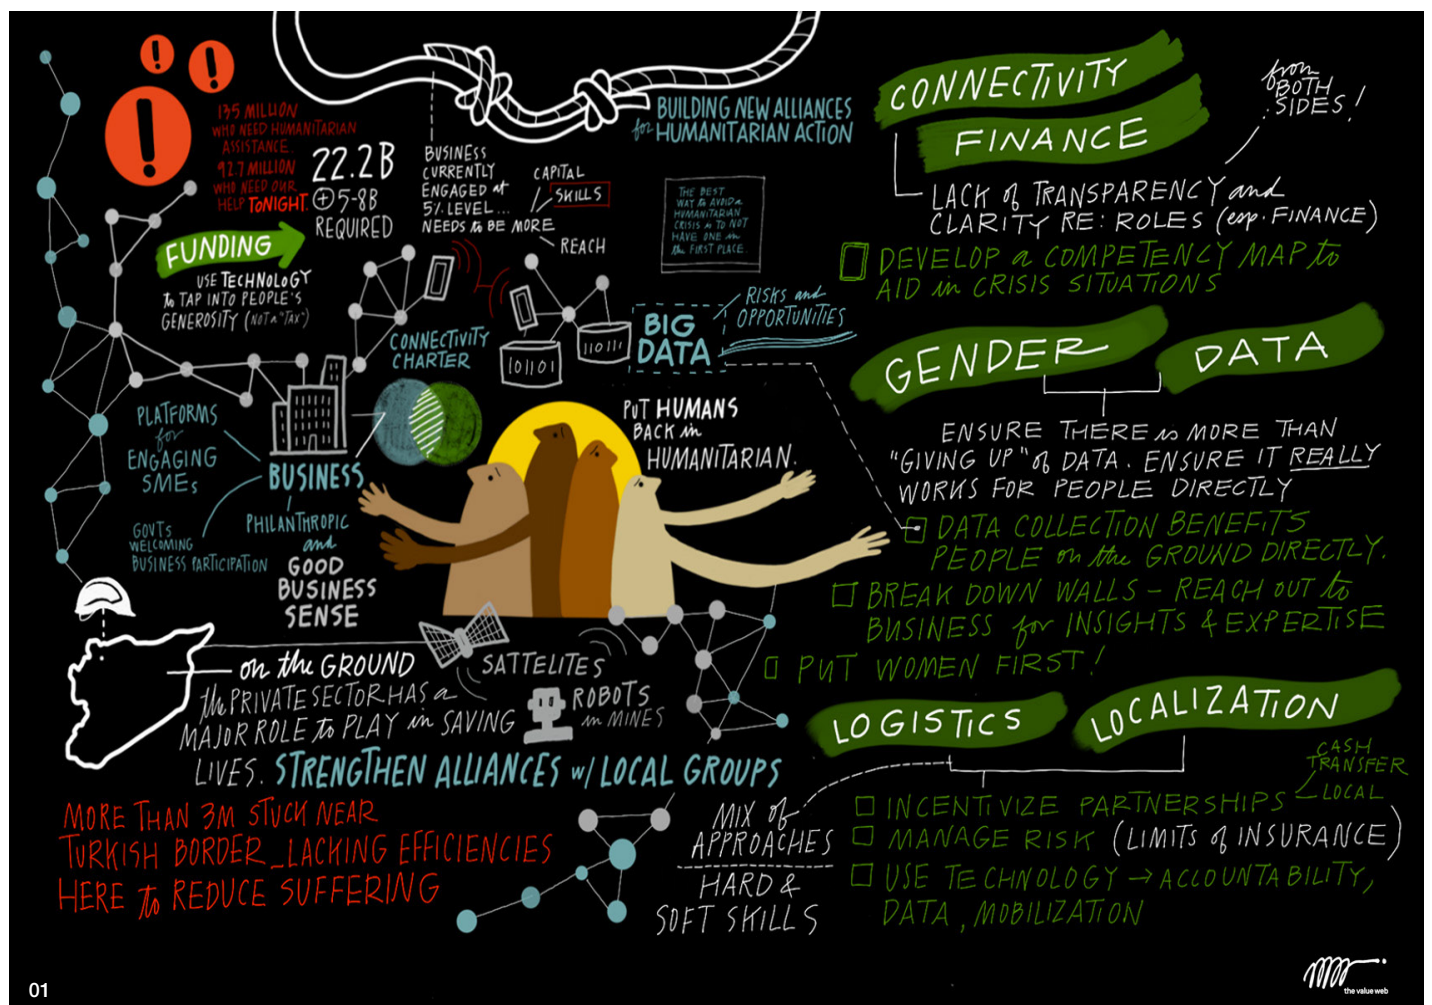 135 MILLION
WHO NEED HUMANITARIAN
ASSISTANCE.
92.7 MILLION
WHO NEED OUR
HELP TONIGHT.
22.2B
+ 5-8B
REQUIRED
FUNDING
USE TECHNOLOGY
to TAP INTO PEOPLE'S
GENEROSITY (NOT A "TAX")
BUSINESS
CURRENTLY
ENGAGED at
5% LEVEL...
NEEDS to BE MORE
CAPITAL
SKILLS
REACH
BUILDING NEW ALLIANCES
for HUMANITARIAN ACTION
THE BEST
WAY to AVOID a
HUMANITARIAN
CRISIS is TO NOT
HAVE ONE in
the FIRST PLACE.
CONNECTIVITY
CHARTER
101101
110111
BIG
DATA
RISKS and
OPPORTUNITIES
PLATFORMS
for
ENGAGING
SMEs
BUSINESS
GOVTS
WELCOMING
BUSINESS PARTICIPATION
PHILANTHROPIC
and
GOOD
BUSINESS
SENSE
PUT HUMANS
BACK in
HUMANITARIAN.
on the GROUND
the PRIVATE SECTOR HAS a
MAJOR ROLE to PLAY in SAVING
LIVES. STRENGTHEN ALLIANCES w/ LOCAL GROUPS
SATTELITES
ROBOTS
in MINES
MORE THAN 3M STUCK NEAR
TURKISH BORDER_LACKING EFFICIENCIES
HERE to REDUCE SUFFERING
MIX of
APPROACHES
HARD &
SOFT SKILLS
CONNECTIVITY
FINANCE
from
BOTH
SIDES!
LACK of TRANSPARENCY and
CLARITY RE: ROLES (esp. FINANCE)
DEVELOP a COMPETENCY MAP to
AID in CRISIS SITUATIONS
GENDER
DATA
ENSURE THERE is MORE THAN
"GIVING UP" of DATA. ENSURE IT REALLY
WORKS FOR PEOPLE DIRECTLY
DATA COLLECTION BENEFITS
PEOPLE on the GROUND DIRECTLY.
BREAK DOWN WALLS – REACH OUT to
BUSINESS for INSIGHTS & EXPERTISE
PUT WOMEN FIRST!
LOGISTICS
LOCALIZATION
CASH
TRANSFER
LOCAL
INCENTIVIZE PARTNERSHIPS
MANAGE RISK (LIMITS of INSURANCE)
USE TECHNOLOGY → ACCOUNTABILITY,
DATA, MOBILIZATION
01
the value web